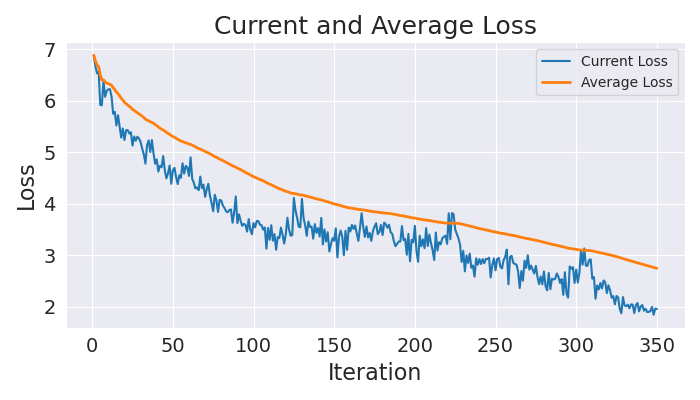 Current and Average Loss
7
6
5
4
3
2
Loss
0 50 100 150 200 250 300 350
Iteration
Current Loss
Average Loss